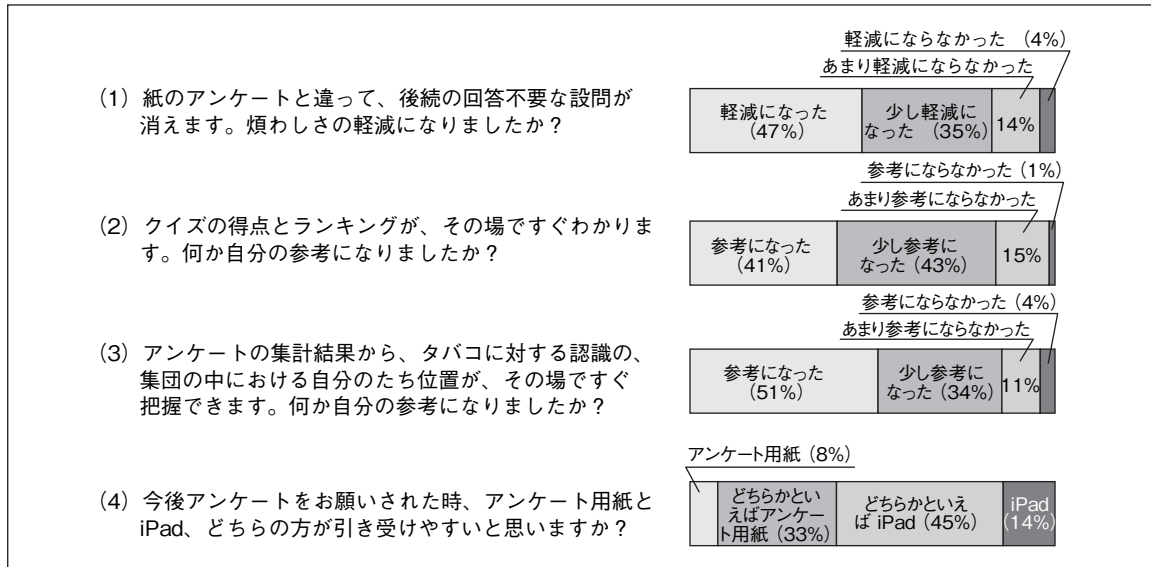 軽減にならなかった （4%）
あまり軽減にならなかった
（1）紙のアンケートと違って、後続の回答不要な設問が
消えます。煩わしさの軽減になりましたか？
軽減になった
（47%）
少し軽減に
なった （35%）
14%
参考にならなかった（1%）
あまり参考にならなかった
（2）クイズの得点とランキングが、その場ですぐわかりま
す。何か自分の参考になりましたか？
参考になった
（41%）
少し参考に
なった（43%）
15%
参考にならなかった（4%）
あまり参考にならなかった
（3）アンケートの集計結果から、タバコに対する認識の、
集団の中における自分のたち位置が、その場ですぐ
把握できます。何か自分の参考になりましたか？
参考になった
（51%）
少し参考に
なった（34%）
11%
アンケート用紙（8%）
（4）今後アンケートをお願いされた時、アンケート用紙と
iPad、どちらの方が引き受けやすいと思いますか？
どちらかとい
えばアンケー
ト用紙（33%）
どちらかといえ
ば iPad（45%）
iPad
（14%）